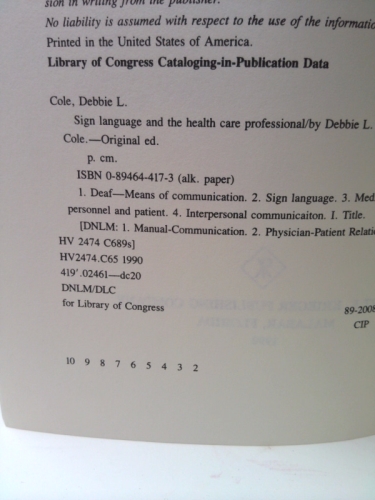 sion in writing from the publisher.
No liability is assumed with respect to the use of the informatio
Printed in the United States of America.
Library of Congress Cataloging-in-Publication Data
Cole, Debbie L.
Sign language and the health care professional/by Debbie L.
Cole.—Original ed.
p. cm.
ISBN 0-89464-417-3 (alk. paper)
1. Deaf—Means of communication. 2. Sign language. 3. Med
personnel and patient. 4. Interpersonal communicaiton. I. Title.
[DNLM: 1. Manual-Communication. 2. Physician-Patient Relati
HV 2474 C689s]
HV2474.C65 1990
419'.02461—dc20
DNLM/DLC
for Library of Congress
89-2008
CIP
10 9 8 7 6 5 4 3 2